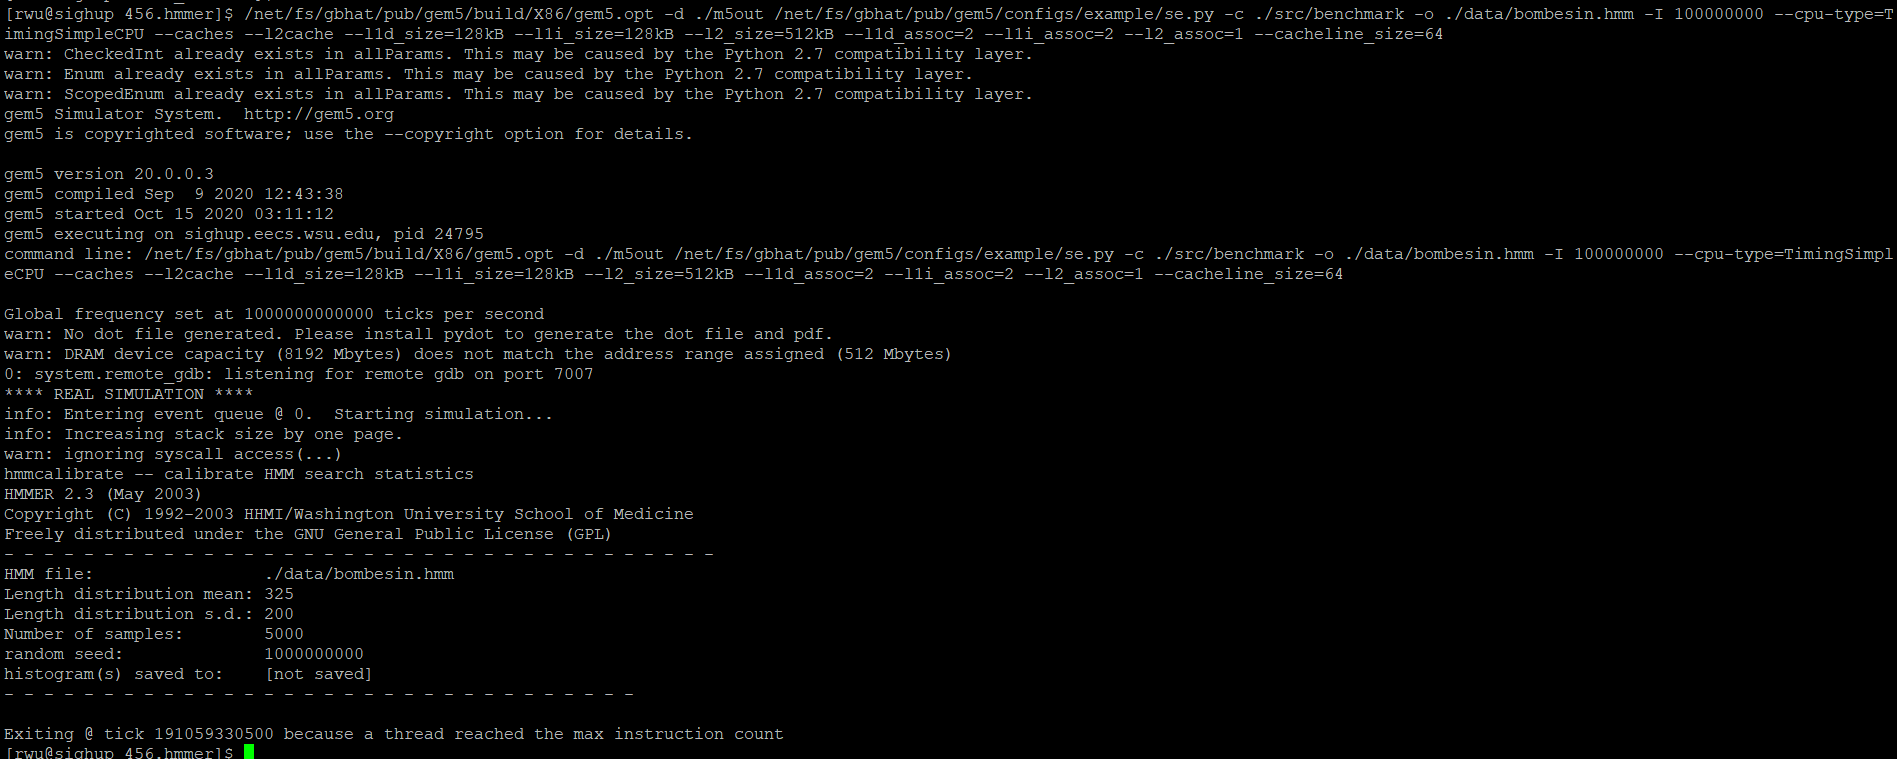 [rwu@sighup 456.hmmer]$ /net/fs/gbhat/pub/gem5/build/X86/gem5.opt -d ./m5out /net/fs/gbhat/pub/gem5/configs/example/se.py -c ./src/benchmark -o ./data/bombesin.hmm -I 100000000 --cpu-type=T
imingSimpleCPU --caches --l2cache --l1d_size=128kB --l1i_size=128kB --l2_size=512kB --l1d_assoc=2 --l1i_assoc=2 --l2_assoc=1 --cacheline_size=64
warn: CheckedInt already exists in allParams. This may be caused by the Python 2.7 compatibility layer.
warn: Enum already exists in allParams. This may be caused by the Python 2.7 compatibility layer.
warn: ScopedEnum already exists in allParams. This may be caused by the Python 2.7 compatibility layer.
gem5 Simulator System.  http://gem5.org
gem5 is copyrighted software; use the --copyright option for details.
gem5 version 20.0.0.3
gem5 compiled Sep  9 2020 12:43:38
gem5 started Oct 15 2020 03:11:12
gem5 executing on sighup.eecs.wsu.edu, pid 24795
command line: /net/fs/gbhat/pub/gem5/build/X86/gem5.opt -d ./m5out /net/fs/gbhat/pub/gem5/configs/example/se.py -c ./src/benchmark -o ./data/bombesin.hmm -I 100000000 --cpu-type=TimingSimpl
eCPU --caches --l2cache --l1d_size=128kB --l1i_size=128kB --l2_size=512kB --l1d_assoc=2 --l1i_assoc=2 --l2_assoc=1 --cacheline_size=64
Global frequency set at 1000000000000 ticks per second
warn: No dot file generated. Please install pydot to generate the dot file and pdf.
warn: DRAM device capacity (8192 Mbytes) does not match the address range assigned (512 Mbytes)
0: system.remote_gdb: listening for remote gdb on port 7007
**** REAL SIMULATION ****
info: Entering event queue @ 0.  Starting simulation...
info: Increasing stack size by one page.
warn: ignoring syscall access(...)
hmmcalibrate -- calibrate HMM search statistics
HMMER 2.3 (May 2003)
Copyright (C) 1992-2003 HHMI/Washington University School of Medicine
Freely distributed under the GNU General Public License (GPL)
- - - - - - - - - - - - - - - - - - - - - - - - - - - - - - - - - - - -
HMM file:                 ./data/bombesin.hmm
Length distribution mean: 325
Length distribution s.d.: 200
Number of samples:        5000
random seed:              1000000000
histogram(s) saved to:    [not saved]
- - - - - - - - - - - - - - - - - - - - - - - - - - - - - - - -
Exiting @ tick 191059330500 because a thread reached the max instruction count
[rwu@sighup 456.hmmer]$